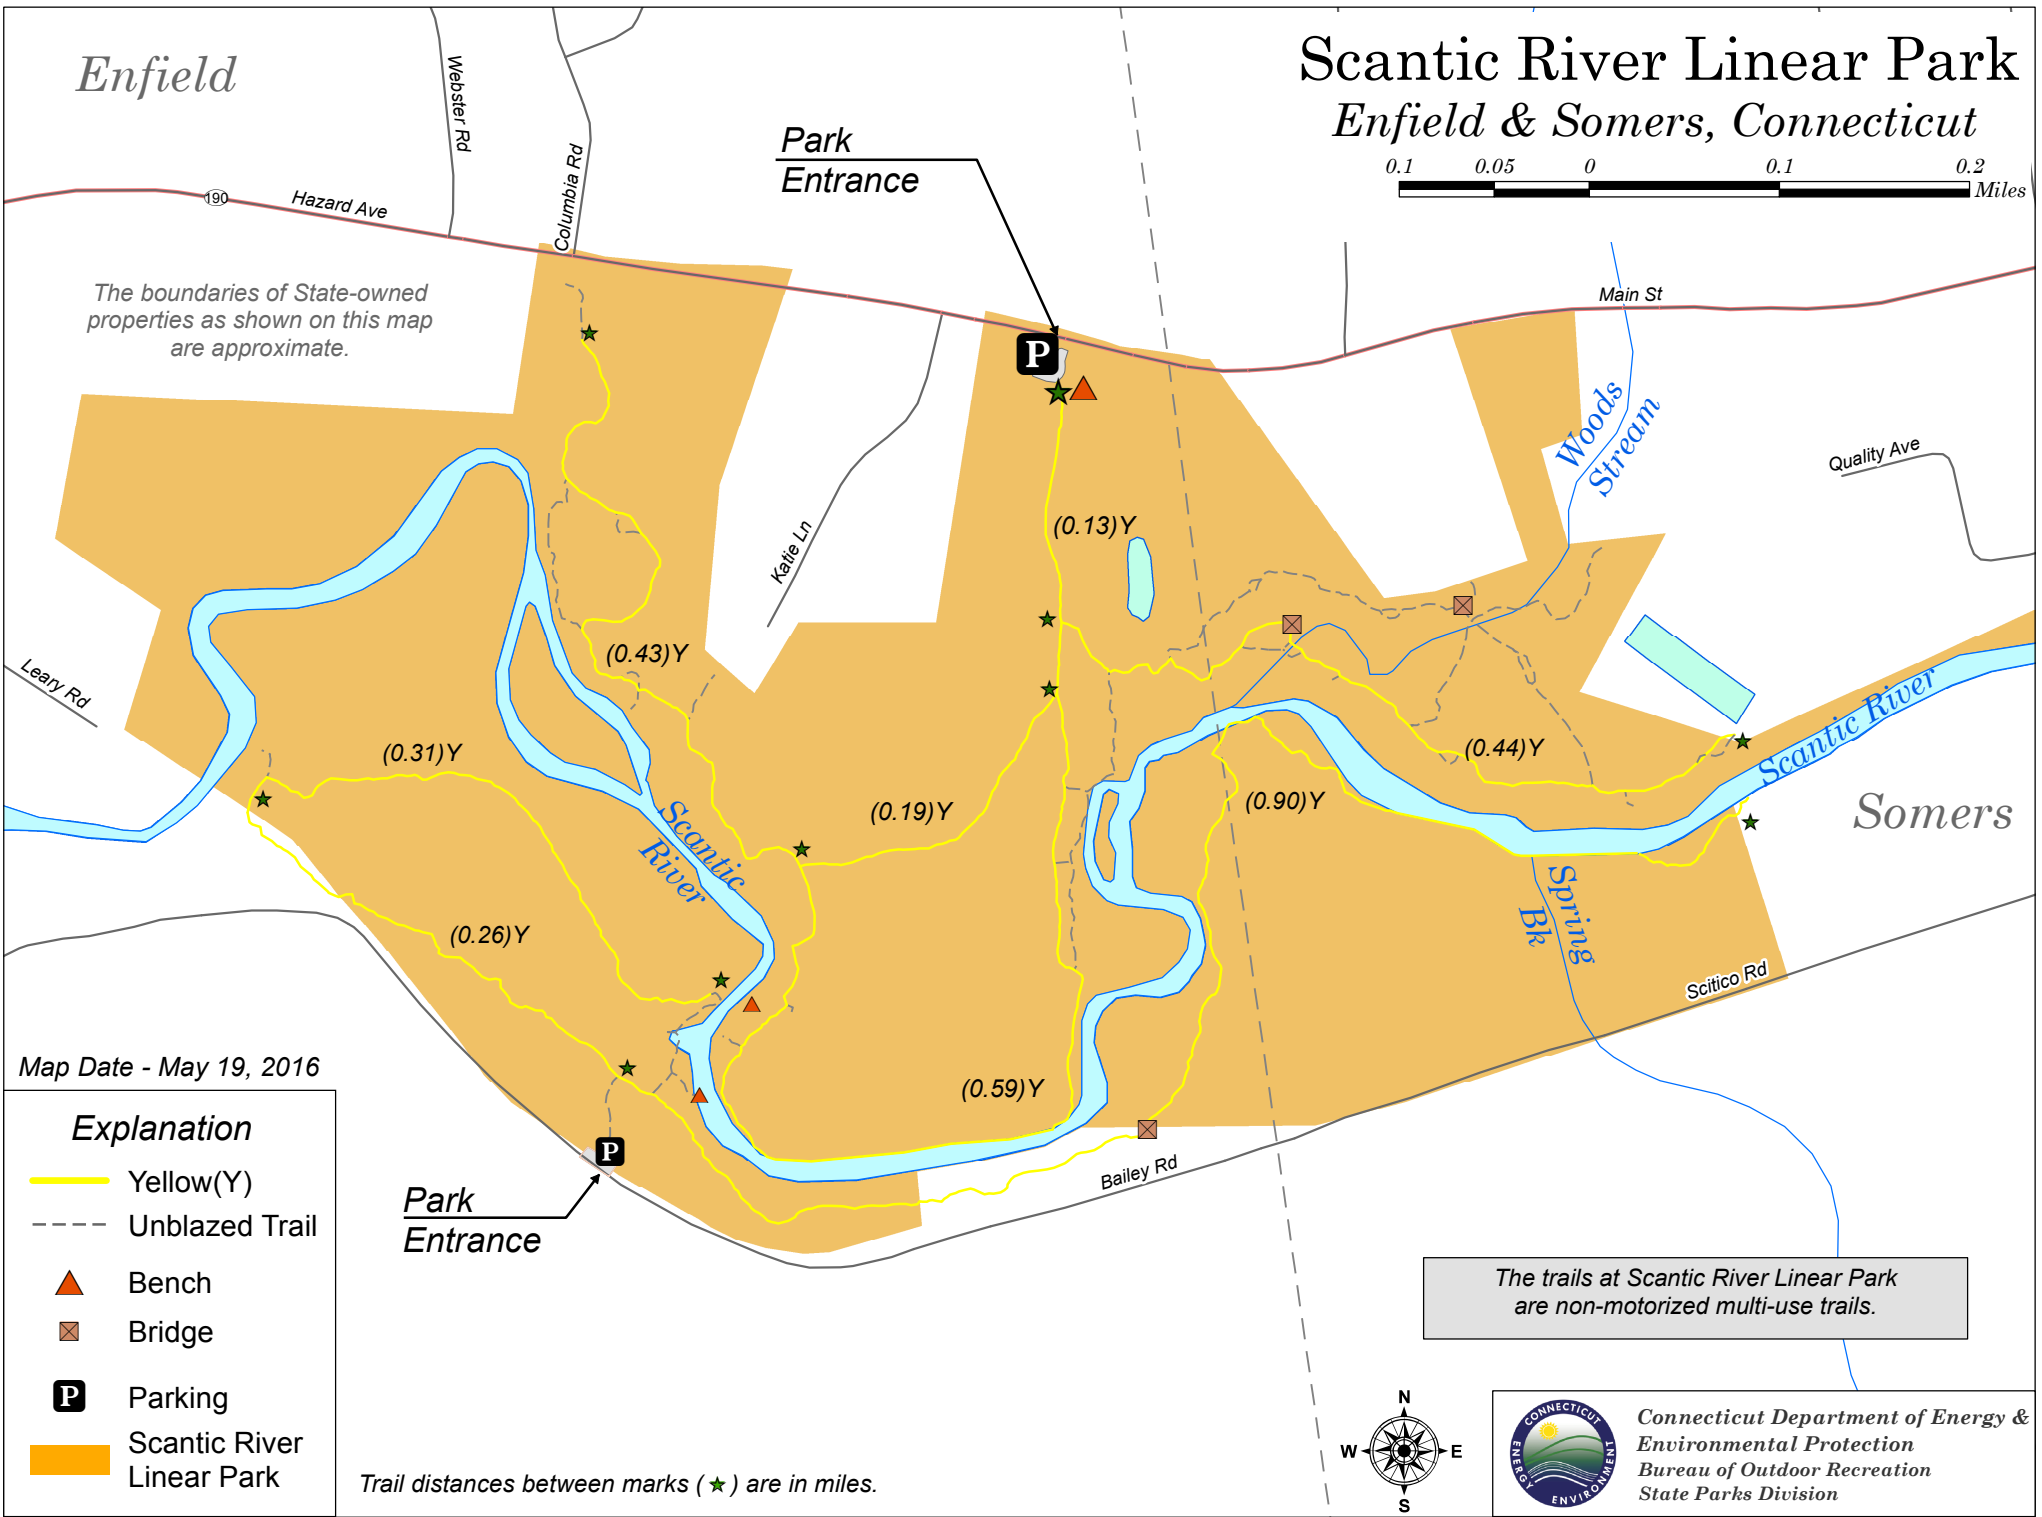 Enfield
Scantic River Linear Park
Enfield & Somers, Connecticut
0.1 0.05 0 0.1 0.2
Miles
Webster Rd
Columbia Rd
Park
Entrance
190
Hazard Ave
The boundaries of State-owned
properties as shown on this map
are approximate.
Main St
P
Woods
Stream
Quality Ave
Katie Ln
(0.13)Y
(0.43)Y
Leary Rd
(0.31)Y
(0.19)Y
(0.90)Y
(0.44)Y
Scantic River
Somers
Scantic
River
Spring
Bk
(0.26)Y
Scitico Rd
(0.59)Y
Map Date - May 19, 2016
Explanation
Yellow(Y)
Unblazed Trail
Bench
Bridge
P
Parking
Scantic River
Linear Park
P
Park
Entrance
Bailey Rd
The trails at Scantic River Linear Park
are non-motorized multi-use trails.
Trail distances between marks ( ) are in miles.
N
W E
S
CONNECTICUT
ENERGY
ENVIRONMENT
Connecticut Department of Energy &
Environmental Protection
Bureau of Outdoor Recreation
State Parks Division